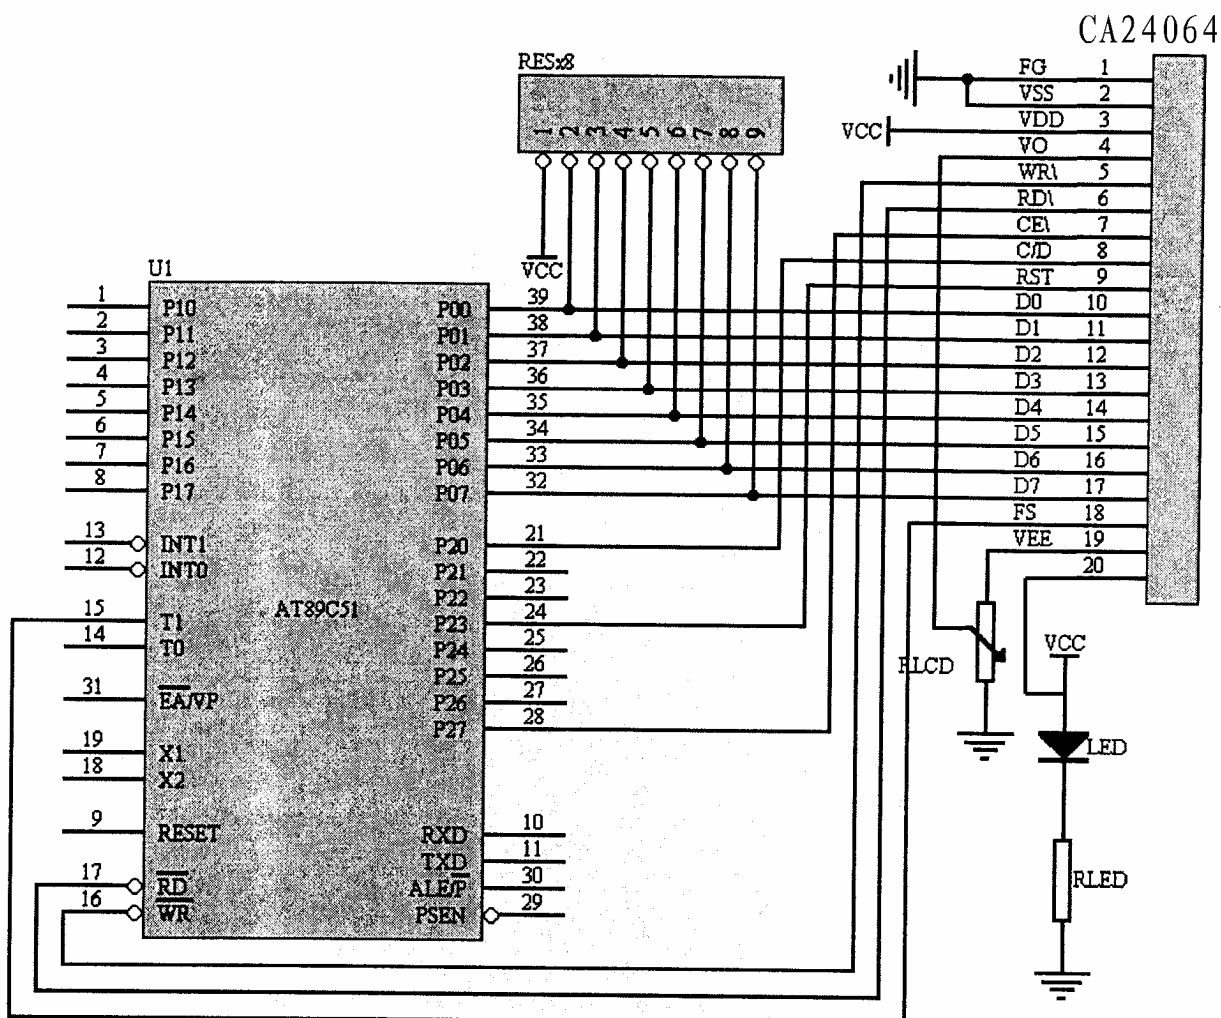 CA24064
RESx8
1 2 3 4 5 6 7 8 9
VCC
FG 1
VSS 2
VCC VDD 3
VO 4
WR\ 5
RD\ 6
CE\ 7
C/D 8
RST 9
D0 10
D1 11
D2 12
D3 13
D4 14
D5 15
D6 16
D7 17
FS 18
VEE 19
20
U1
1 P10 P00 39
2 P11 P01 38
3 P12 P02 37
4 P13 P03 36
5 P14 P04 35
6 P15 P05 34
7 P16 P06 33
8 P17 P07 32
13 INT1 P20 21
12 INT0 P21 22
P22 23
AT89C51
15 T1 P23 24
14 T0 P24 25
P25 26
31 EA/VP P26 27
P27 28
19 X1
18 X2
9 RESET RXD 10
TXD 11
17 RD ALE/P 30
16 WR PSEN 29
RLCD
VCC
LED
RLED